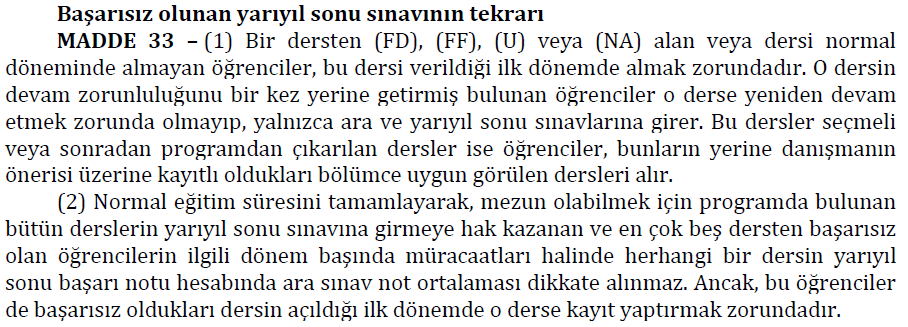 Başarısız olunan yarıyıl sonu sınavının tekrarı
MADDE 33 – (1) Bir dersten (FD), (FF), (U) veya (NA) alan veya dersi normal
döneminde almayan öğrenciler, bu dersi verildiği ilk dönemde almak zorundadır. O dersin
devam zorunluluğunu bir kez yerine getirmiş bulunan öğrenciler o derse yeniden devam
etmek zorunda olmayıp, yalnızca ara ve yarıyıl sonu sınavlarına girer. Bu dersler seçmeli
veya sonradan programdan çıkarılan dersler ise öğrenciler, bunların yerine danışmanın
önerisi üzerine kayıtlı oldukları bölümce uygun görülen dersleri alır.
(2) Normal eğitim süresini tamamlayarak, mezun olabilmek için programda bulunan
bütün derslerin yarıyıl sonu sınavına girmeye hak kazanan ve en çok beş dersten başarısız
olan öğrencilerin ilgili dönem başında müracaatları halinde herhangi bir dersin yarıyıl
sonu başarı notu hesabında ara sınav not ortalaması dikkate alınmaz. Ancak, bu öğrenciler
de başarısız oldukları dersin açıldığı ilk dönemde o derse kayıt yaptırmak zorundadır.